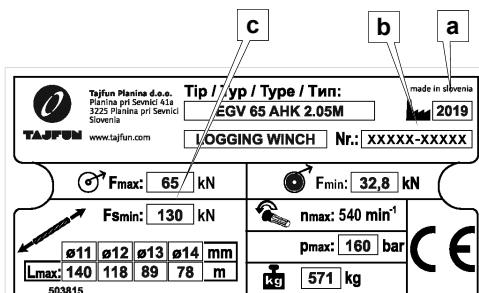 c b a
Tajfun Planina d.o.o.
Planina pri Sevnici 41a
3225 Planina pri Sevnici
Slovenia
TAJFUN www.tajfun.com
Tip / Typ / Type / Тип:
EGV 65 AHK 2.05M
made in slovenia
2019
LOGGING WINCH Nr.: XXXXX-XXXXX
Fmax: 65 kN Fmin: 32,8 kN
Fsmin: 130 kN nmax: 540 min-1
ø11 ø12 ø13 ø14 mm pmax: 160 bar
Lmax: 140 118 89 78 m kg 571 kg
503815
CE